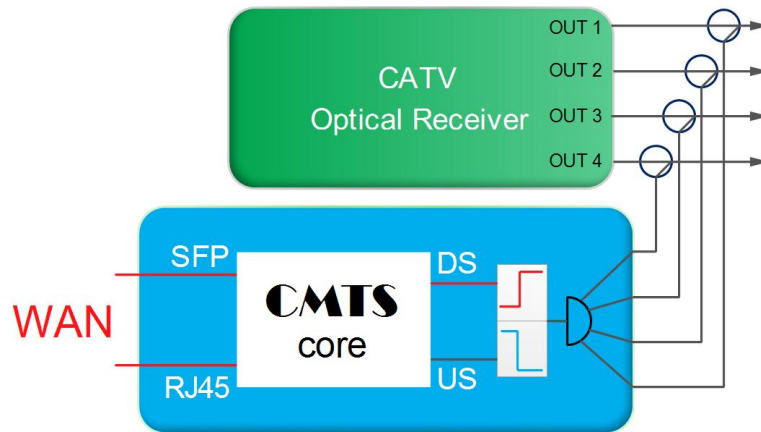 OUT 1
CATV
OUT 2
Optical Receiver
OUT 3
OUT 4
SFP
DS
WAN
CMTS
core
RJ45
US